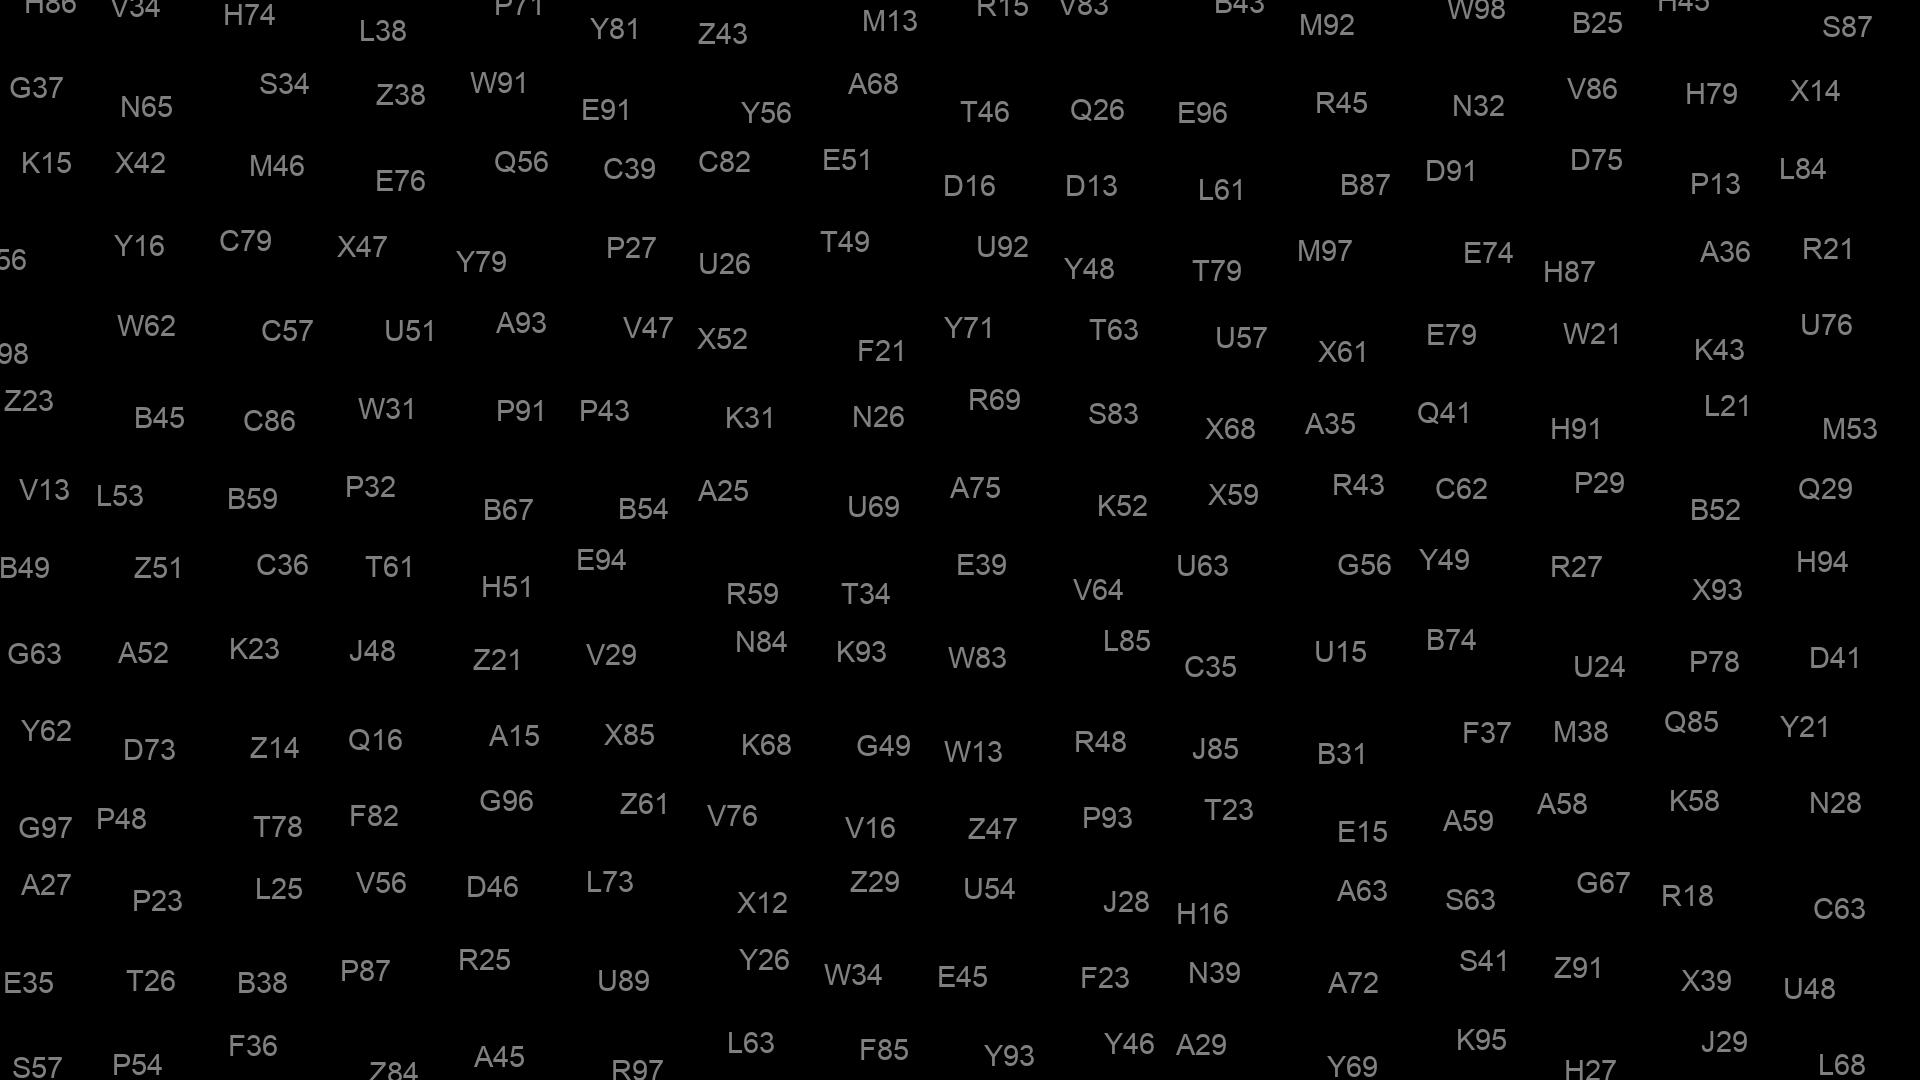 H86 V34 H74 L38 P71 Y81 Z43 M13 R15 V83 B43 M92 W98 B25 H45 S87
G37 N65 S34 Z38 W91 E91 Y56 A68 T46 Q26 E96 R45 N32 V86 H79 X14
K15 X42 M46 E76 Q56 C39 C82 E51 D16 D13 L61 B87 D91 D75 P13 L84
56 Y16 C79 X47 Y79 P27 U26 T49 U92 Y48 T79 M97 E74 H87 A36 R21
98 W62 C57 U51 A93 V47 X52 F21 Y71 T63 U57 X61 E79 W21 K43 U76
Z23 B45 C86 W31 P91 P43 K31 N26 R69 S83 X68 A35 Q41 H91 L21 M53
V13 L53 B59 P32 B67 B54 A25 U69 A75 K52 X59 R43 C62 P29 B52 Q29
B49 Z51 C36 T61 H51 E94 R59 T34 E39 V64 U63 G56 Y49 R27 X93 H94
G63 A52 K23 J48 Z21 V29 N84 K93 W83 L85 C35 U15 B74 U24 P78 D41
Y62 D73 Z14 Q16 A15 X85 K68 G49 W13 R48 J85 B31 F37 M38 Q85 Y21
G97 P48 T78 F82 G96 Z61 V76 V16 Z47 P93 T23 E15 A59 A58 K58 N28
A27 P23 L25 V56 D46 L73 X12 Z29 U54 J28 H16 A63 S63 G67 R18 C63
E35 T26 B38 P87 R25 U89 Y26 W34 E45 F23 N39 A72 S41 Z91 X39 U48
S57 P54 F36 Z84 A45 R97 L63 F85 Y93 Y46 A29 Y69 K95 H27 J29 L68